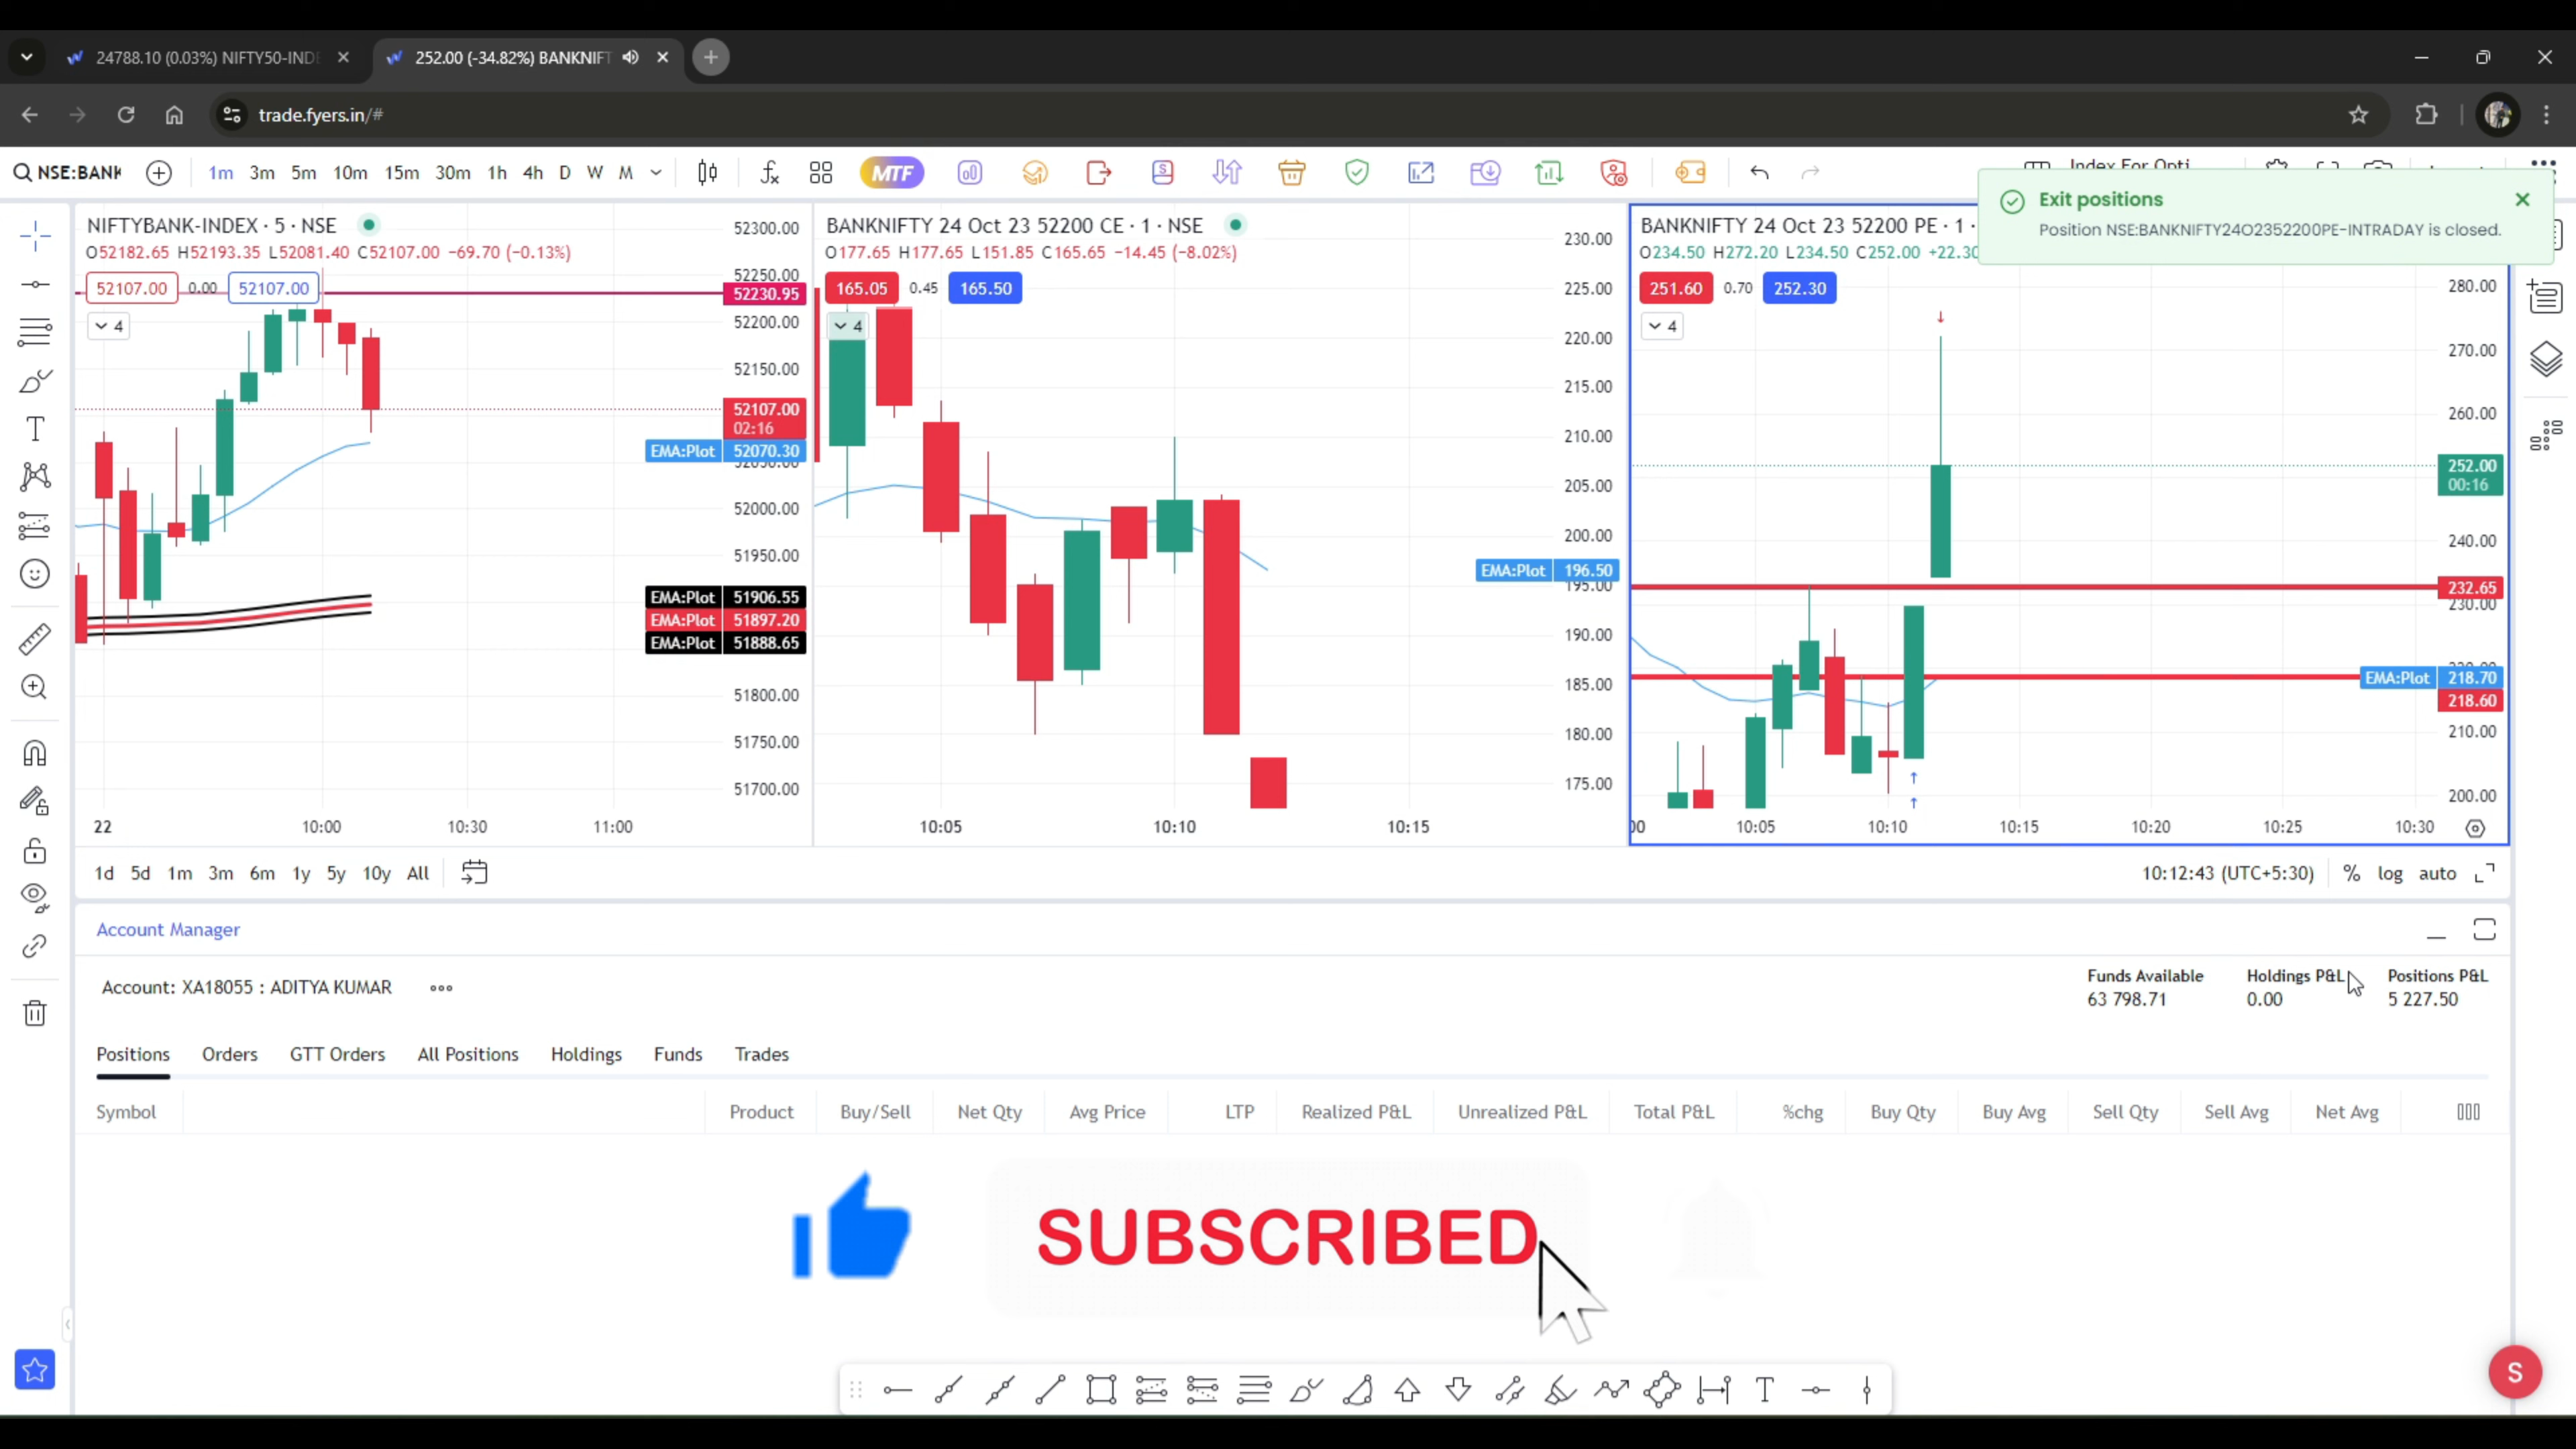 24788.10 (0.03%) NIFTY50-INDE
252.00 (-34.82%) BANKNIFT
trade.fyers.in/#
NSE:BANK
1m 3m 5m 10m 15m 30m 1h 4h D W M
MTF
Index For Opti
Exit positions
Position NSE:BANKNIFTY24O2352200PE-INTRADAY is closed.
NIFTYBANK-INDEX · 5 · NSE
O52182.65 H52193.35 L52081.40 C52107.00 -69.70 (-0.13%)
52107.00 0.00 52107.00
4
52300.00
52250.00
52230.95
52200.00
52150.00
52107.00
02:16
EMA:Plot 52070.30
52000.00
51950.00
EMA:Plot 51906.55
EMA:Plot 51897.20
EMA:Plot 51888.65
51800.00
51750.00
51700.00
22 10:00 10:30 11:00
BANKNIFTY 24 Oct 23 52200 CE · 1 · NSE
O177.65 H177.65 L151.85 C165.65 -14.45 (-8.02%)
165.05 0.45 165.50
4
230.00
225.00
220.00
215.00
210.00
205.00
200.00
EMA:Plot 196.50
195.00
190.00
185.00
180.00
175.00
10:05 10:10 10:15
BANKNIFTY 24 Oct 23 52200 PE · 1 ·
O234.50 H272.20 L234.50 C252.00 +22.30
251.60 0.70 252.30
4
280.00
270.00
260.00
252.00
00:16
240.00
232.65
230.00
EMA:Plot 218.70
218.60
210.00
200.00
00 10:05 10:10 10:15 10:20 10:25 10:30
1d 5d 1m 3m 6m 1y 5y 10y All
10:12:43 (UTC+5:30) % log auto
Account Manager
Account: XA18055 : ADITYA KUMAR
Funds Available Holdings P&L Positions P&L
63 798.71 0.00 5 227.50
Positions Orders GTT Orders All Positions Holdings Funds Trades
Symbol Product Buy/Sell Net Qty Avg Price LTP Realized P&L Unrealized P&L Total P&L %chg Buy Qty Buy Avg Sell Qty Sell Avg Net Avg
SUBSCRIBED
S